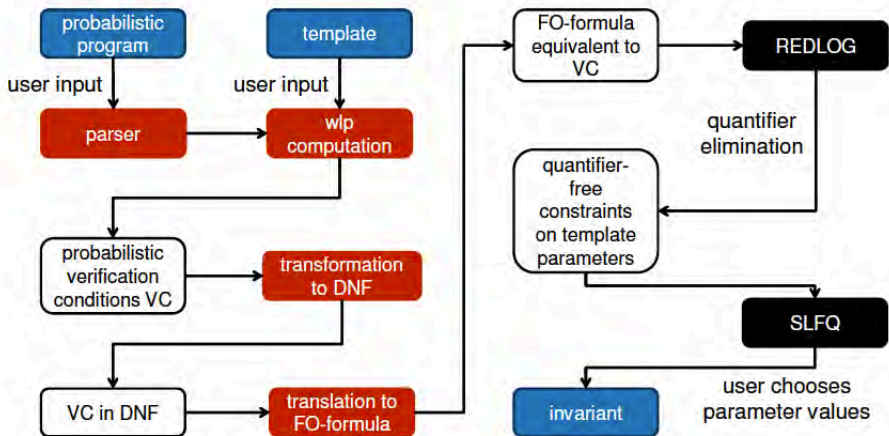 probabilistic
program
template
user input
user input
parser
wlp
computation
probabilistic
verification
conditions VC
transformation
to DNF
VC in DNF
translation to
FO-formula
FO-formula
equivalent to
VC
REDLOG
quantifier
elimination
quantifier-
free
constraints
on template
parameters
SLFQ
user chooses
parameter values
invariant